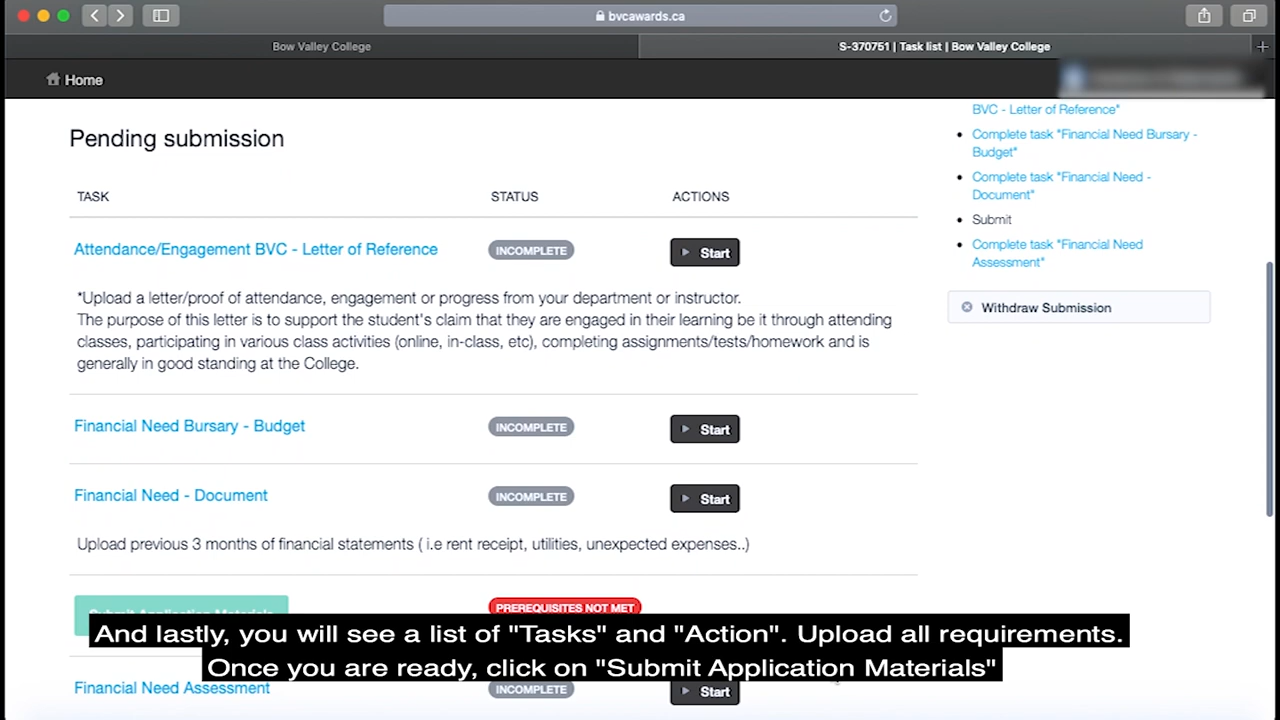 bvcawards.ca
Bow Valley College
S-370751 | Task list | Bow Valley College
Home
Pending submission
TASK STATUS ACTIONS
Attendance/Engagement BVC - Letter of Reference INCOMPLETE Start
*Upload a letter/proof of attendance, engagement or progress from your department or instructor.
The purpose of this letter is to support the student's claim that they are engaged in their learning be it through attending
classes, participating in various class activities (online, in-class, etc), completing assignments/tests/homework and is
generally in good standing at the College.
Financial Need Bursary - Budget INCOMPLETE Start
Financial Need - Document INCOMPLETE Start
Upload previous 3 months of financial statements ( i.e rent receipt, utilities, unexpected expenses..)
Submit Application Materials PREREQUISITES NOT MET
Financial Need Assessment INCOMPLETE Start
BVC - Letter of Reference"
Complete task "Financial Need Bursary -
Budget"
Complete task "Financial Need -
Document"
Submit
Complete task "Financial Need
Assessment"
Withdraw Submission
And lastly, you will see a list of "Tasks" and "Action". Upload all requirements.
Once you are ready, click on "Submit Application Materials"